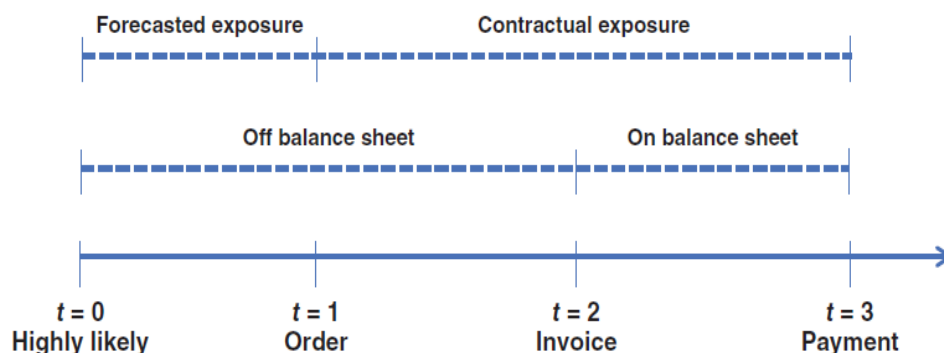 Forecasted exposure Contractual exposure
Off balance sheet On balance sheet
t = 0 t = 1 t = 2 t = 3
Highly likely Order Invoice Payment